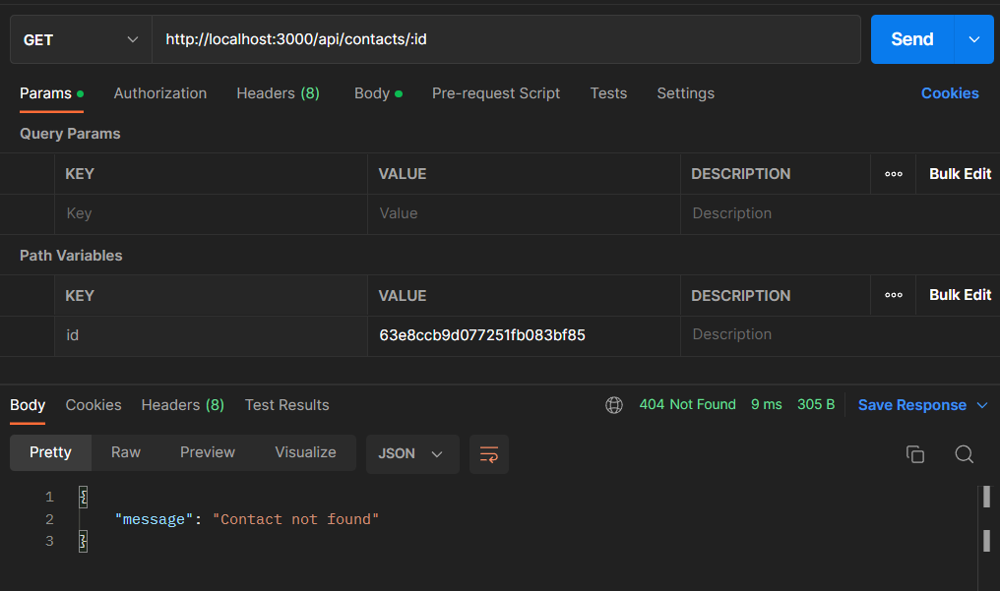 GET http://localhost:3000/api/contacts/:id Send
Params Authorization Headers (8) Body Pre-request Script Tests Settings Cookies
Query Params
KEY VALUE DESCRIPTION Bulk Edit
Key Value Description
Path Variables
KEY VALUE DESCRIPTION Bulk Edit
id 63e8ccb9d077251fb083bf85 Description
Body Cookies Headers (8) Test Results 404 Not Found 9 ms 305 B Save Response
Pretty Raw Preview Visualize JSON
1 {
2 "message": "Contact not found"
3 }